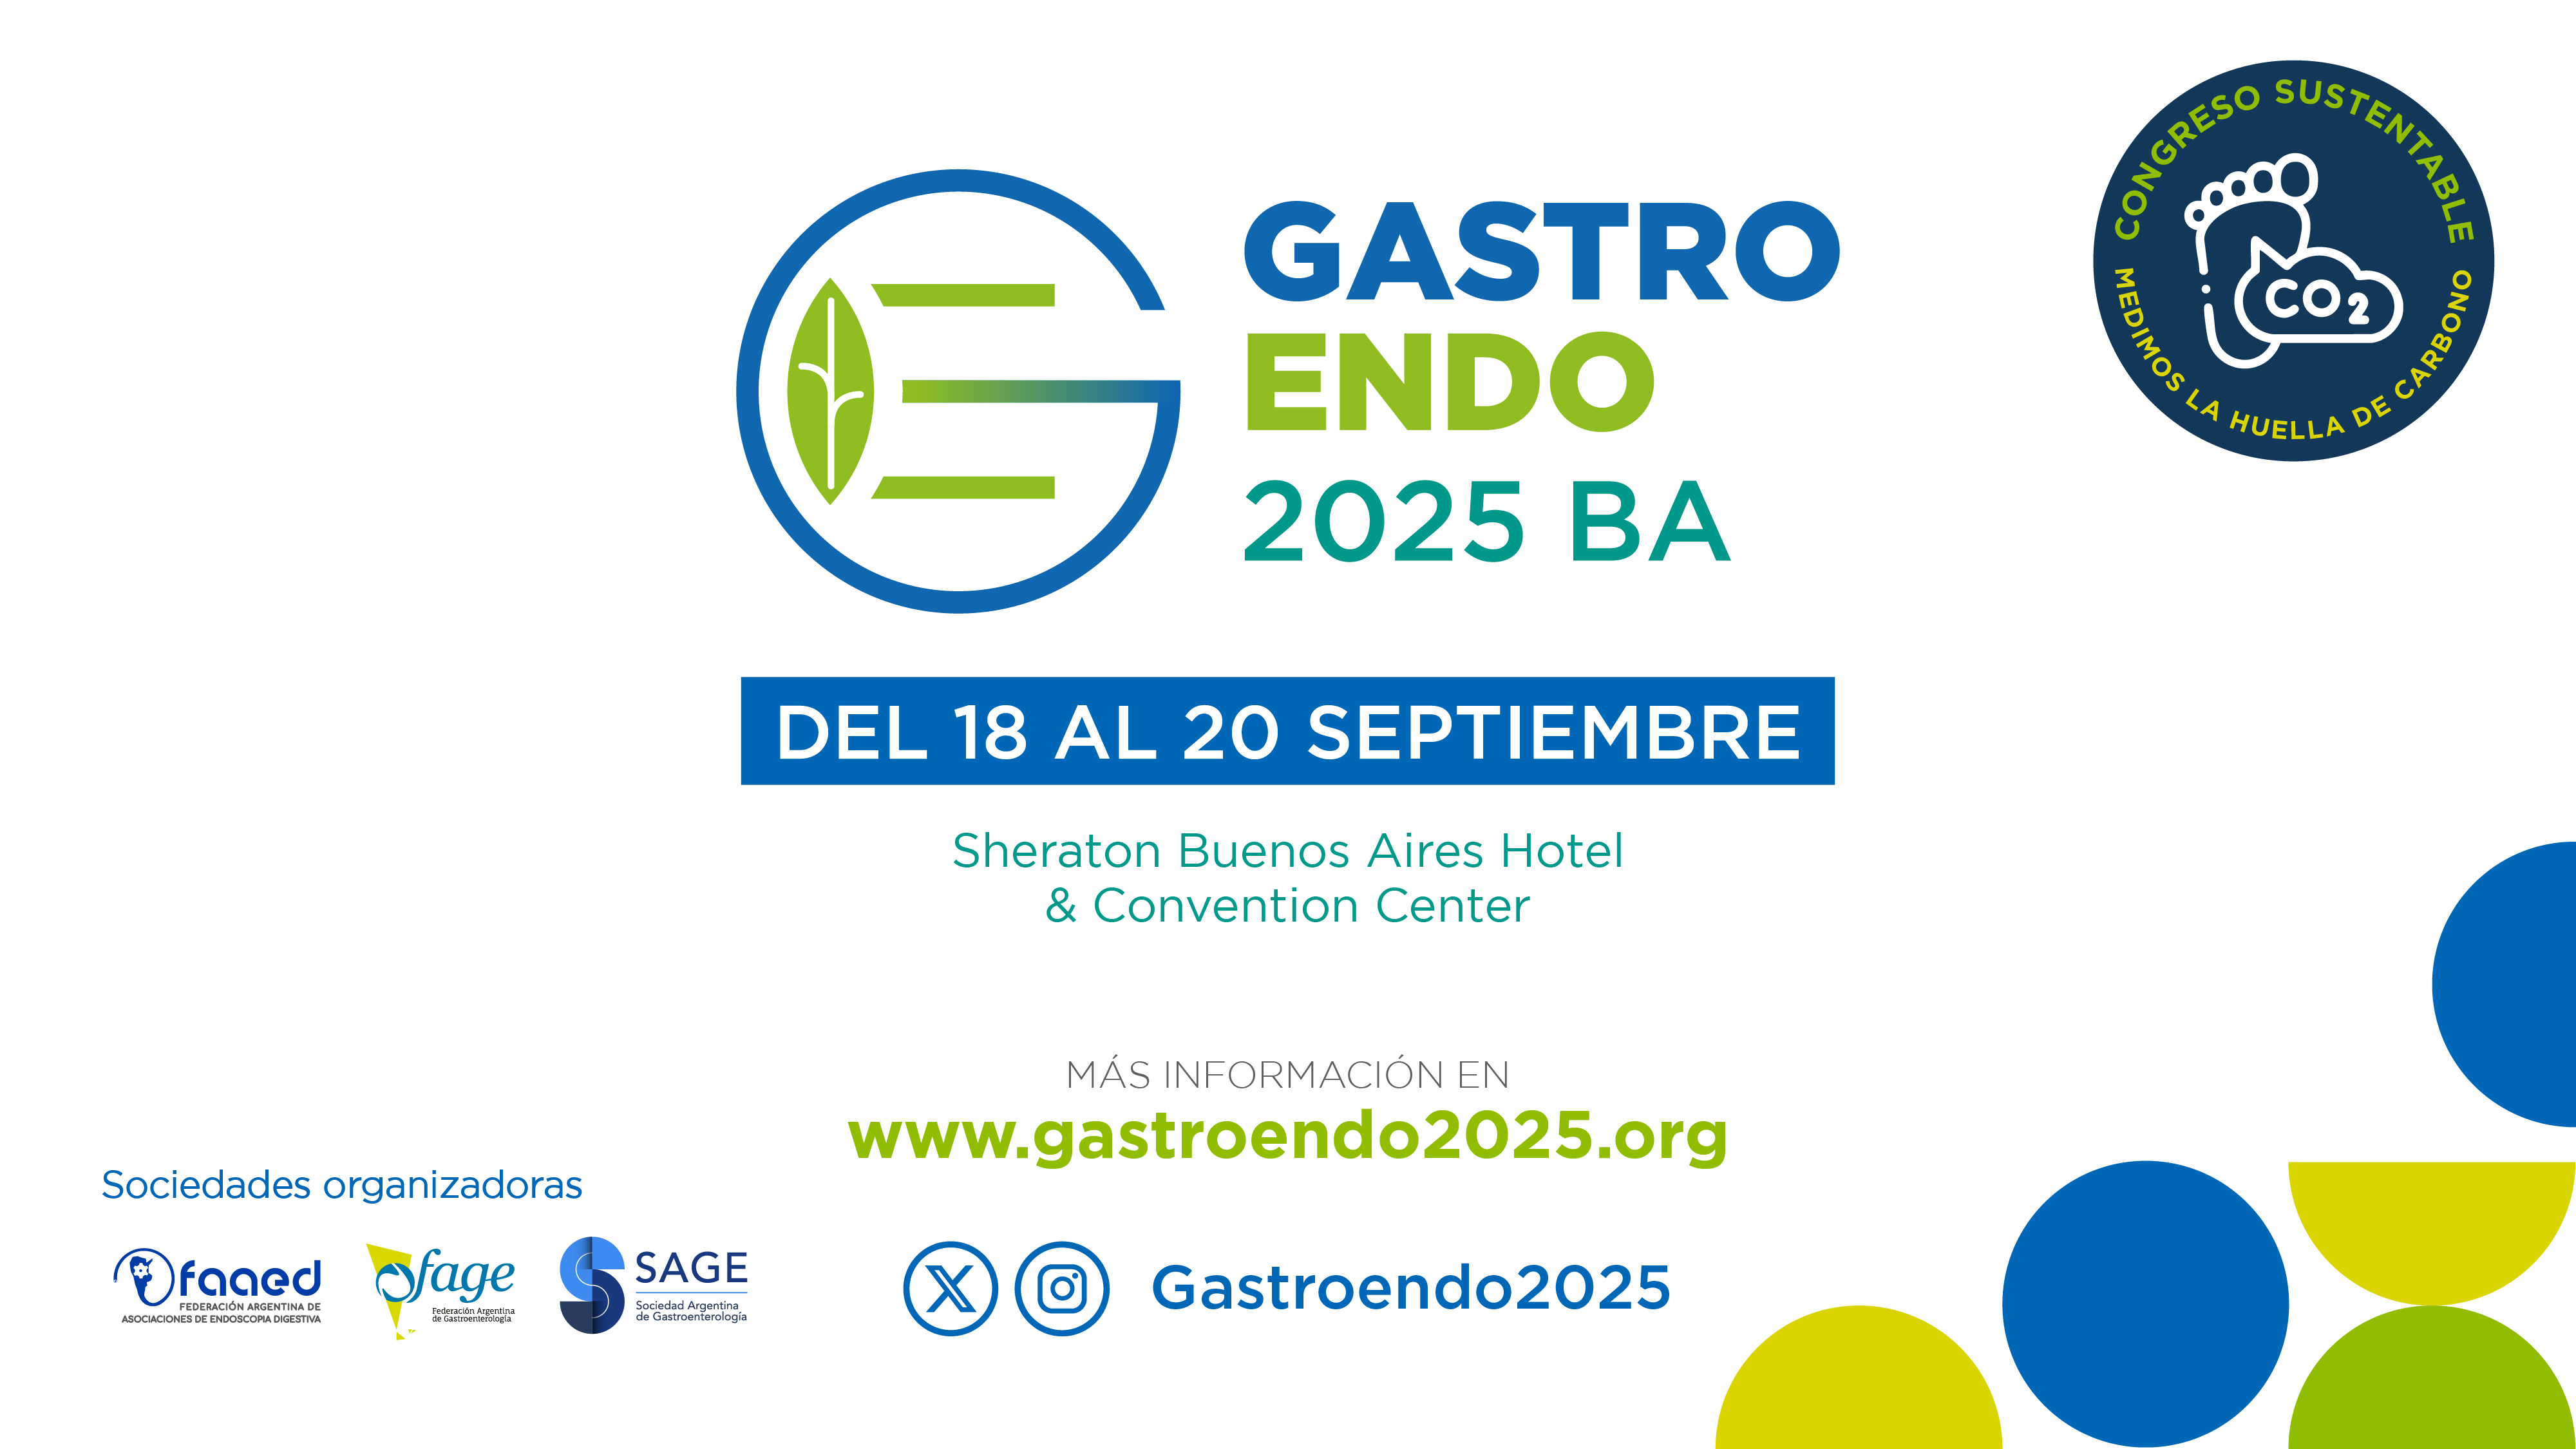 GASTRO
ENDO
2025 BA
CONGRESO SUSTENTABLE
MEDIMOS LA HUELLA DE CARBONO
CO2
DEL 18 AL 20 SEPTIEMBRE
Sheraton Buenos Aires Hotel
& Convention Center
MÁS INFORMACIÓN EN
www.gastroendo2025.org
Gastroendo2025
Sociedades organizadoras
faaed
FEDERACIÓN ARGENTINA DE
ASOCIACIONES DE ENDOSCOPIA DIGESTIVA
fage
Federación Argentina
de Gastroenterología
SAGE
Sociedad Argentina
de Gastroenterología